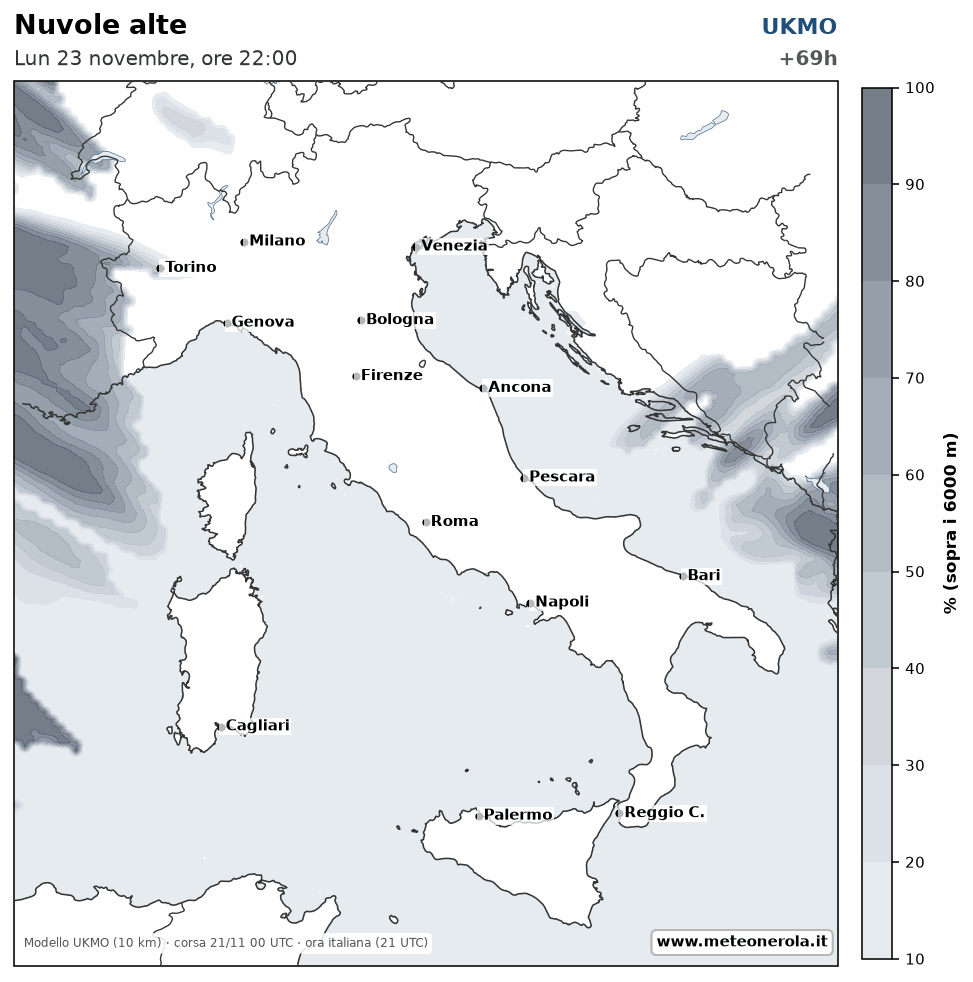 Nuvole alte
UKMO
Lun 23 novembre, ore 22:00
+69h
Milano
Venezia
Torino
Genova
Bologna
Firenze
Ancona
Pescara
Roma
Bari
Napoli
Cagliari
Palermo
Reggio C.
Modello UKMO (10 km) · corsa 21/11 00 UTC · ora italiana (21 UTC)
www.meteonerola.it
100
90
80
70
60
50
40
30
20
10
% (sopra i 6000 m)